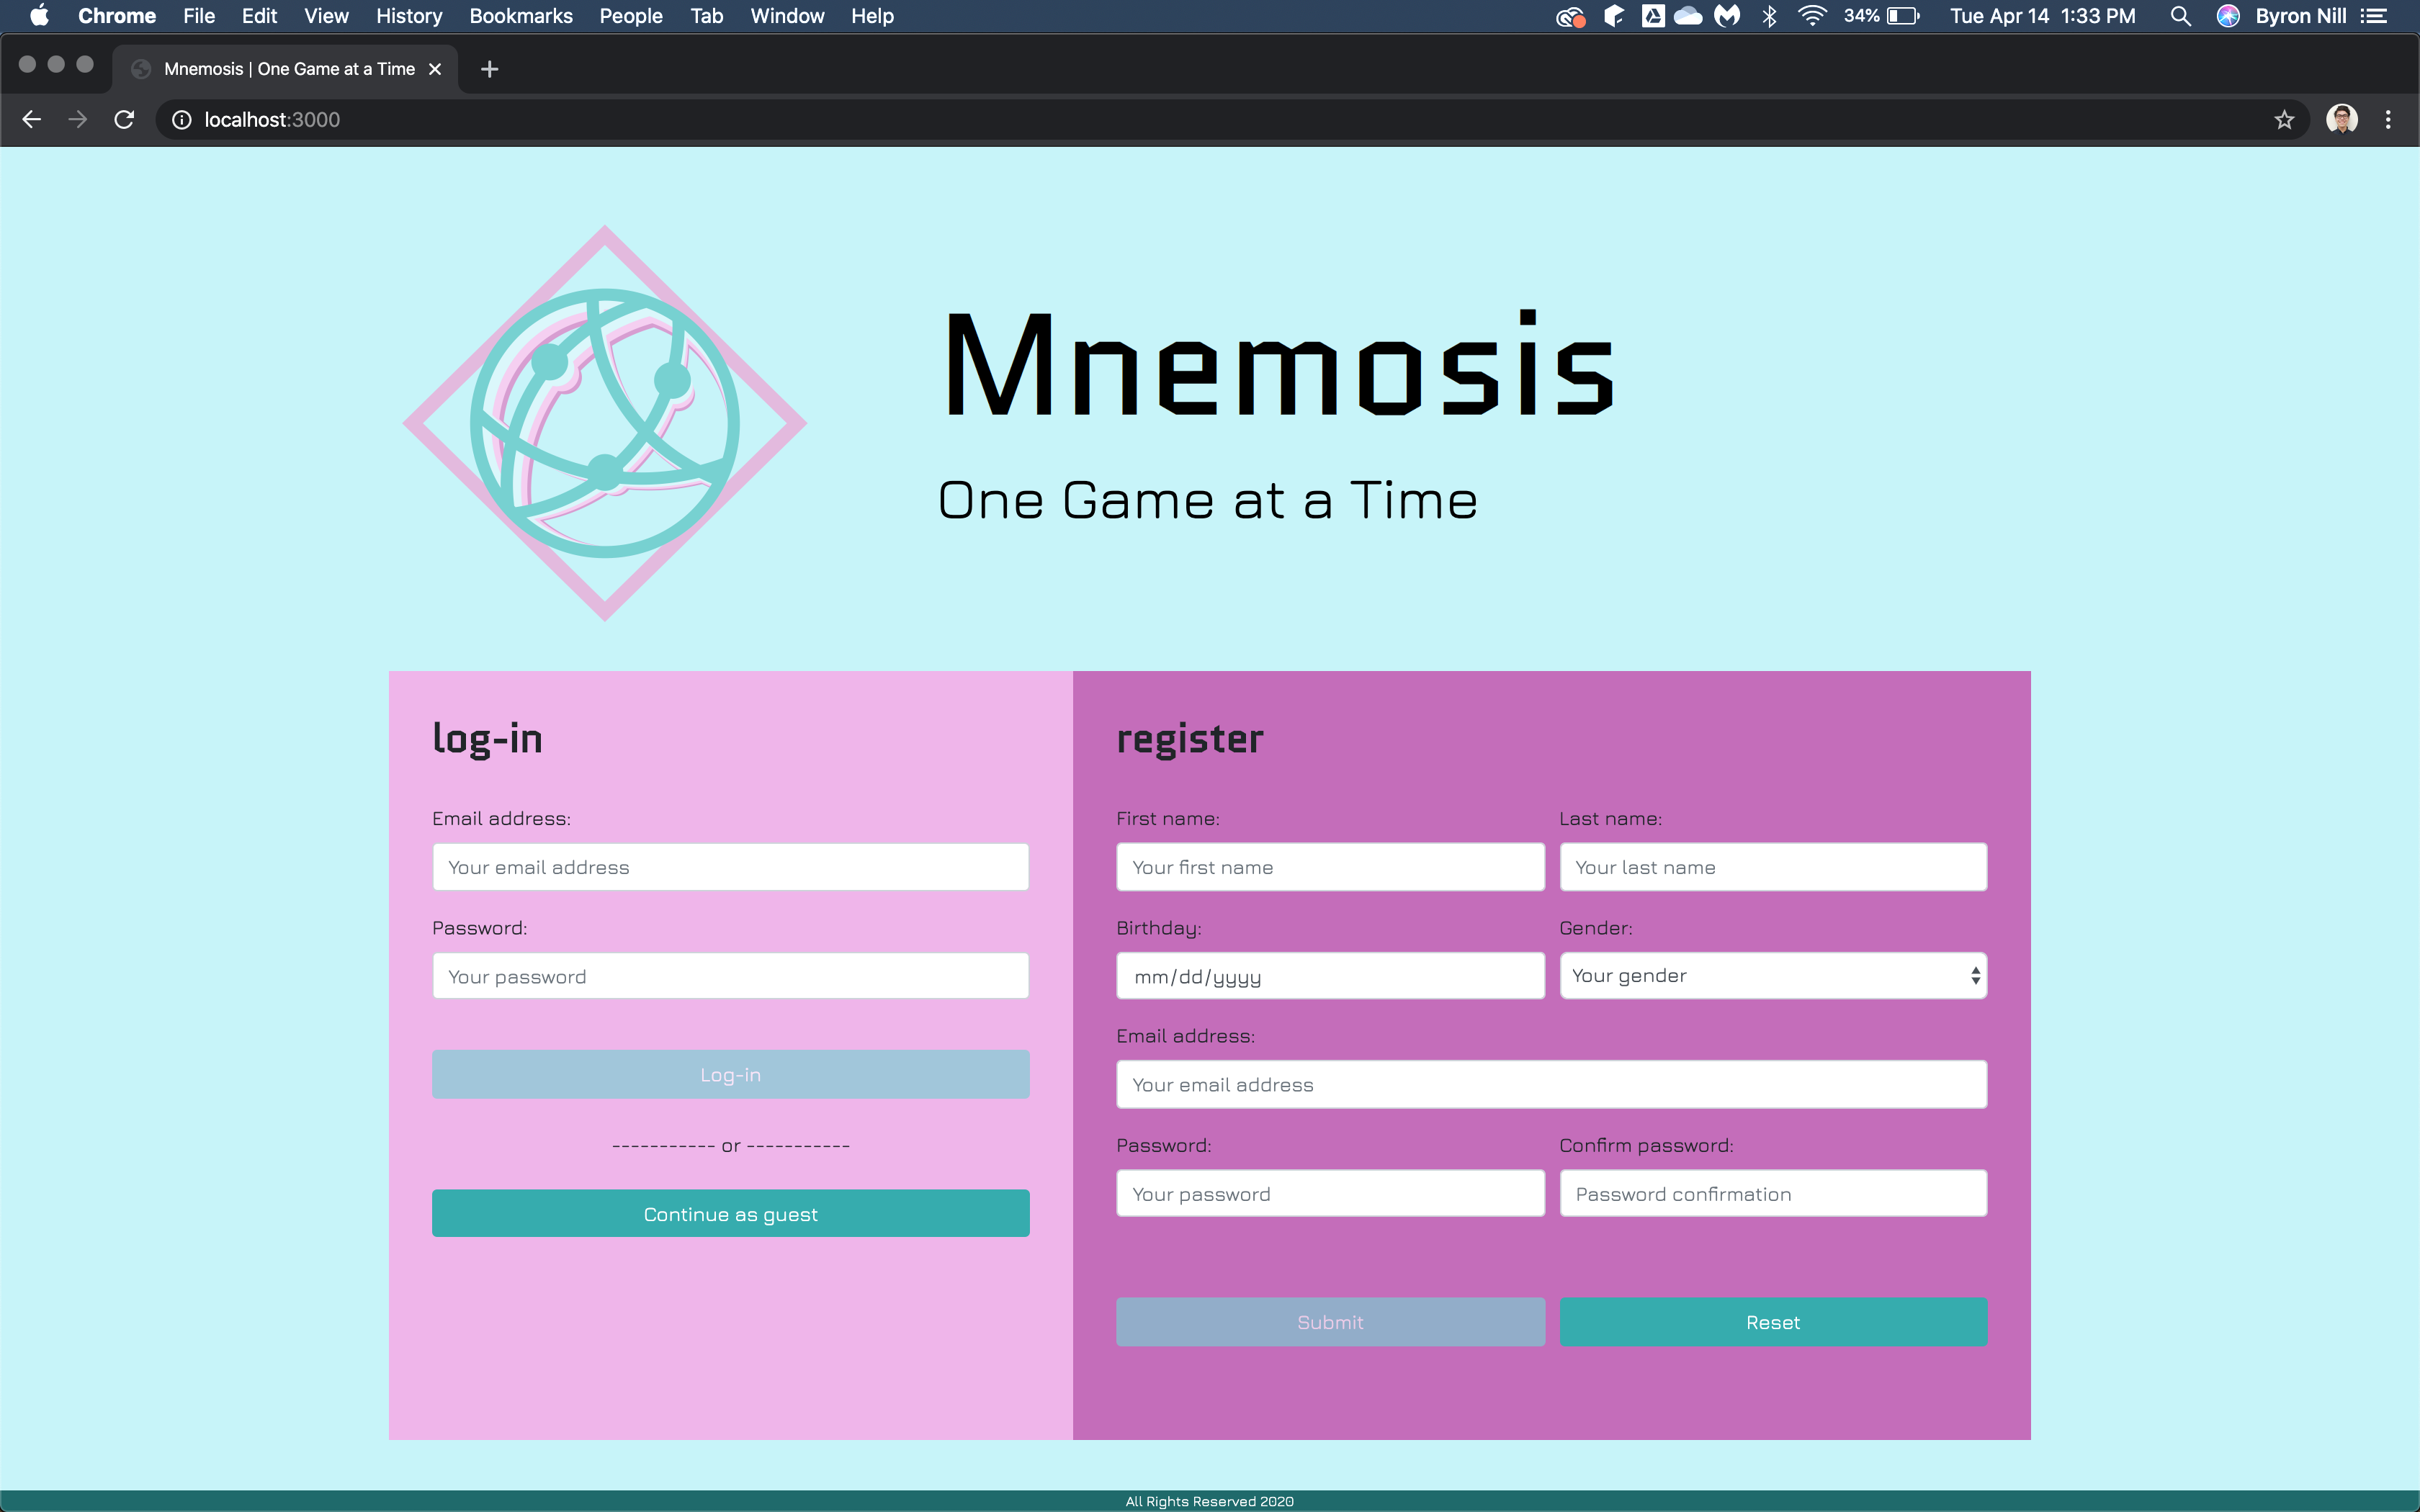 Chrome File Edit View History Bookmarks People Tab Window Help 34% Tue Apr 14 1:33 PM Byron Nill
Mnemosis | One Game at a Time
localhost:3000
Mnemosis
One Game at a Time
log-in
Email address:
Your email address
Password:
Your password
Log-in
----------- or -----------
Continue as guest
register
First name: Last name:
Your first name Your last name
Birthday: Gender:
mm/dd/yyyy Your gender
Email address:
Your email address
Password: Confirm password:
Your password Password confirmation
Submit Reset
All Rights Reserved 2020